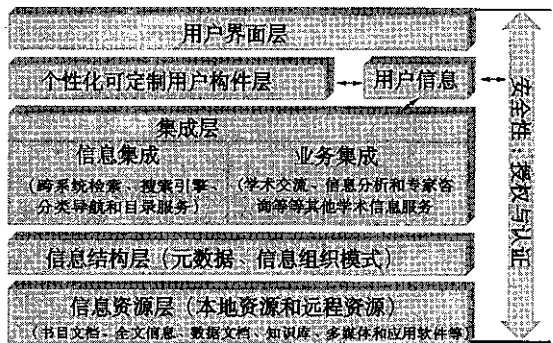 用户界面层
个性化可定制用户构件层
用户信息
集成层
信息集成
(跨系统检索、搜索引擎、
分类导航和目录服务)
业务集成
(学术交流、信息分析和专家咨
询等等其他学术信息服务
信息结构层(元数据、信息组织模式)
信息资源层(本地资源和远程资源)
(书目文档、全文信息、数据文档、知识库、多媒体和应用软件等)
安全性:授权与认证